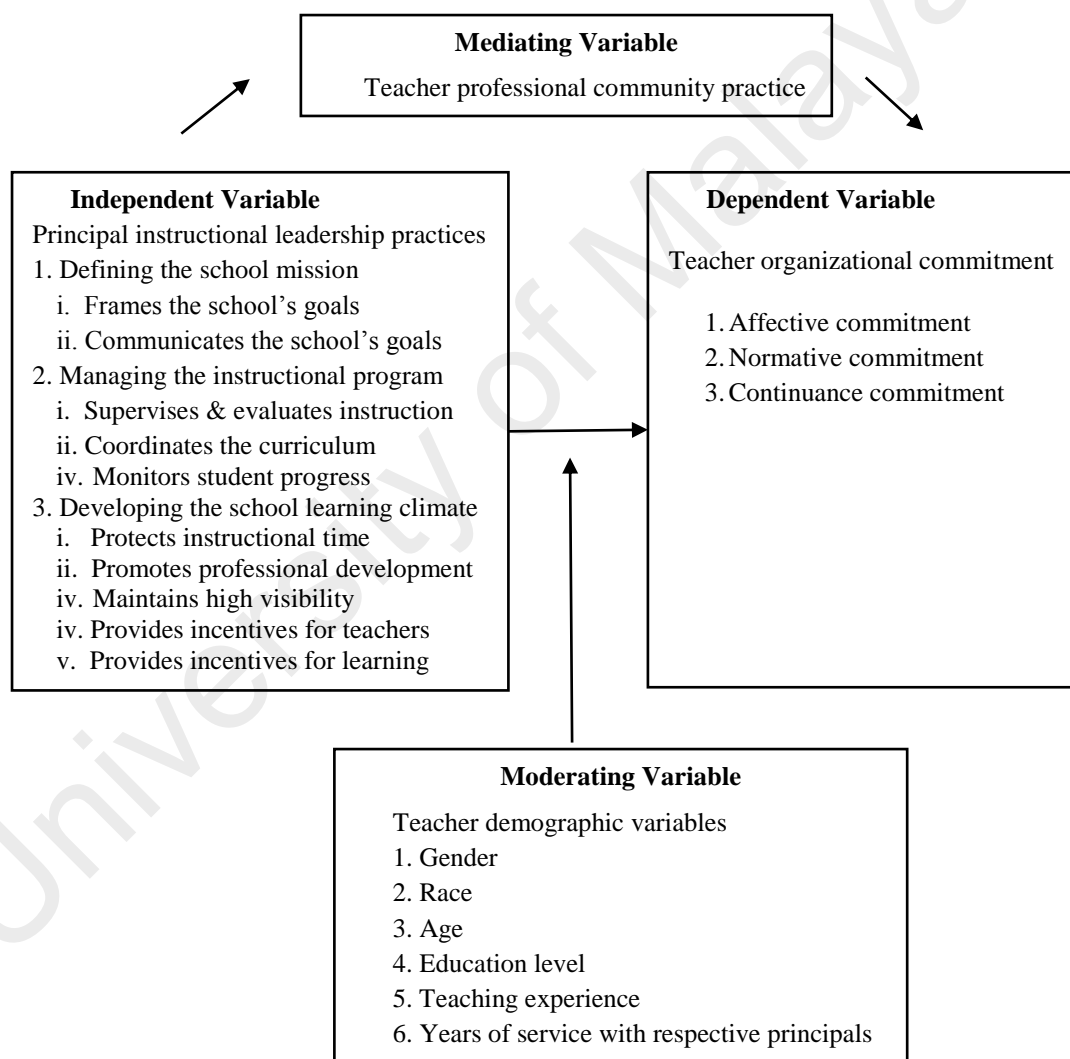 Mediating Variable
Teacher professional community practice
Independent Variable
Principal instructional leadership practices
1. Defining the school mission
i. Frames the school's goals
ii. Communicates the school's goals
2. Managing the instructional program
i. Supervises & evaluates instruction
ii. Coordinates the curriculum
iv. Monitors student progress
3. Developing the school learning climate
i. Protects instructional time
ii. Promotes professional development
iv. Maintains high visibility
iv. Provides incentives for teachers
v. Provides incentives for learning
Dependent Variable
Teacher organizational commitment
1. Affective commitment
2. Normative commitment
3. Continuance commitment
Moderating Variable
Teacher demographic variables
1. Gender
2. Race
3. Age
4. Education level
5. Teaching experience
6. Years of service with respective principals
University of Malaya